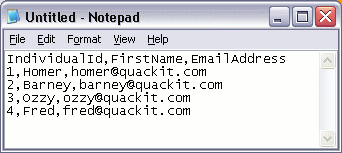 Untitled - Notepad
File Edit Format View Help
IndividualId,FirstName,EmailAddress
1,Homer,homer@quackit.com
2,Barney,barney@quackit.com
3,Ozzy,ozzy@quackit.com
4,Fred,fred@quackit.com